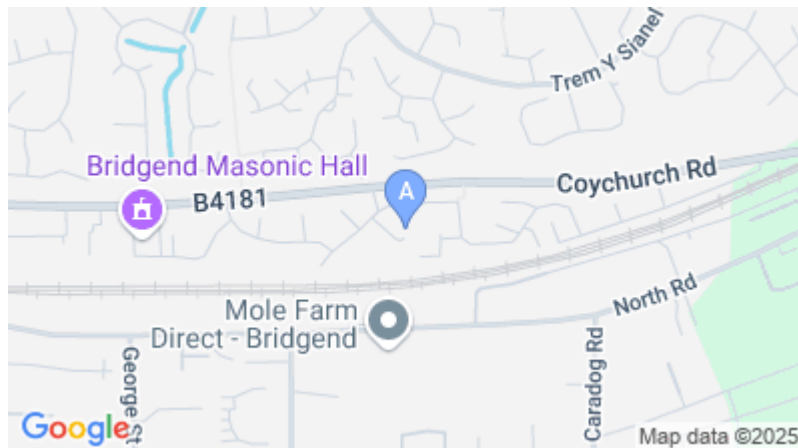 Trem Y Sianel
Bridgend Masonic Hall
B4181
A
Coychurch Rd
Mole Farm
Direct - Bridgend
North Rd
George St
Caradog Rd
Google
Map data ©2025